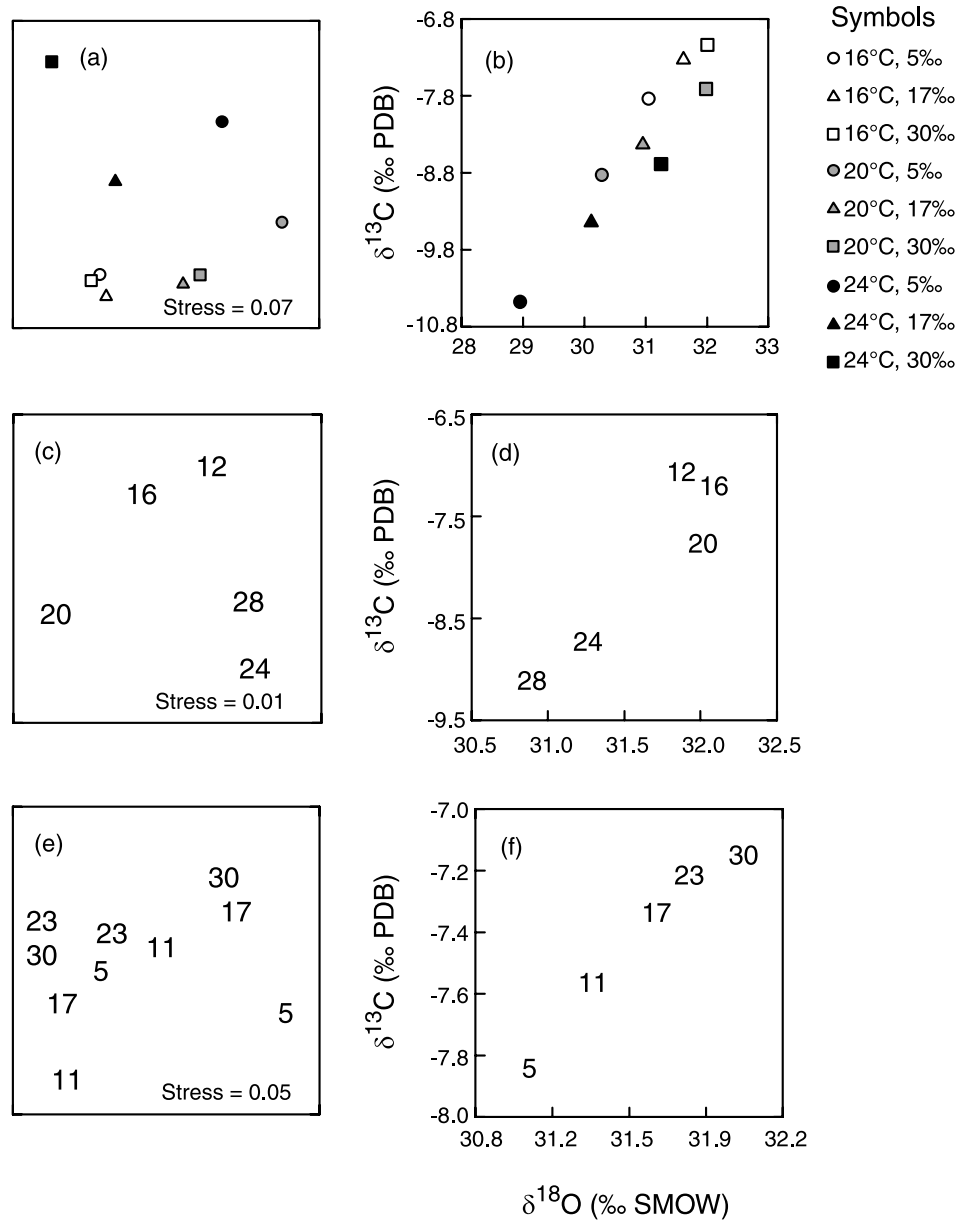 Symbols
16°C, 5‰
16°C, 17‰
16°C, 30‰
20°C, 5‰
20°C, 17‰
20°C, 30‰
24°C, 5‰
24°C, 17‰
24°C, 30‰
(a)
Stress = 0.07
(b)
δ13C (‰ PDB)
-6.8
-7.8
-8.8
-9.8
-10.8
28 29 30 31 32 33
(c)
12
16
28
20
24
Stress = 0.01
(d)
δ13C (‰ PDB)
-6.5
-7.5
-8.5
-9.5
12
16
20
24
28
30.5 31.0 31.5 32.0 32.5
(e)
30
17
23
23
11
30
5
17
5
11
Stress = 0.05
(f)
δ13C (‰ PDB)
-7.0
-7.2
-7.4
-7.6
-7.8
-8.0
30
23
17
11
5
30.8 31.2 31.5 31.9 32.2
δ18O (‰ SMOW)